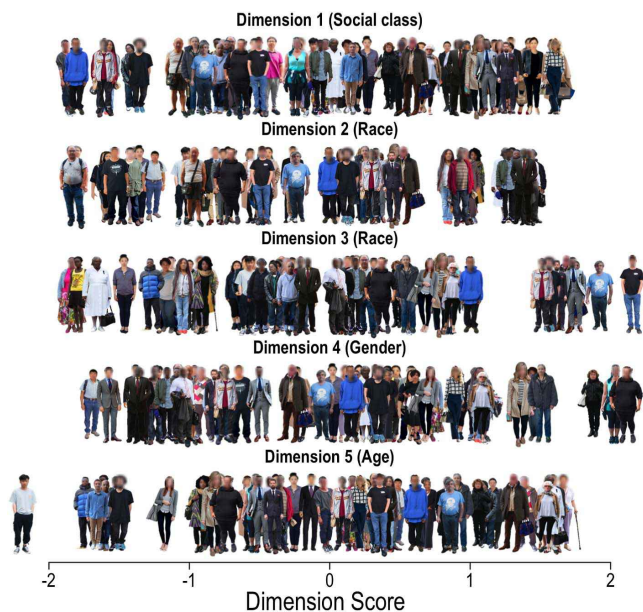 Dimension 1 (Social class)
Dimension 2 (Race)
Dimension 3 (Race)
Dimension 4 (Gender)
Dimension 5 (Age)
-2 -1 0 1 2
Dimension Score